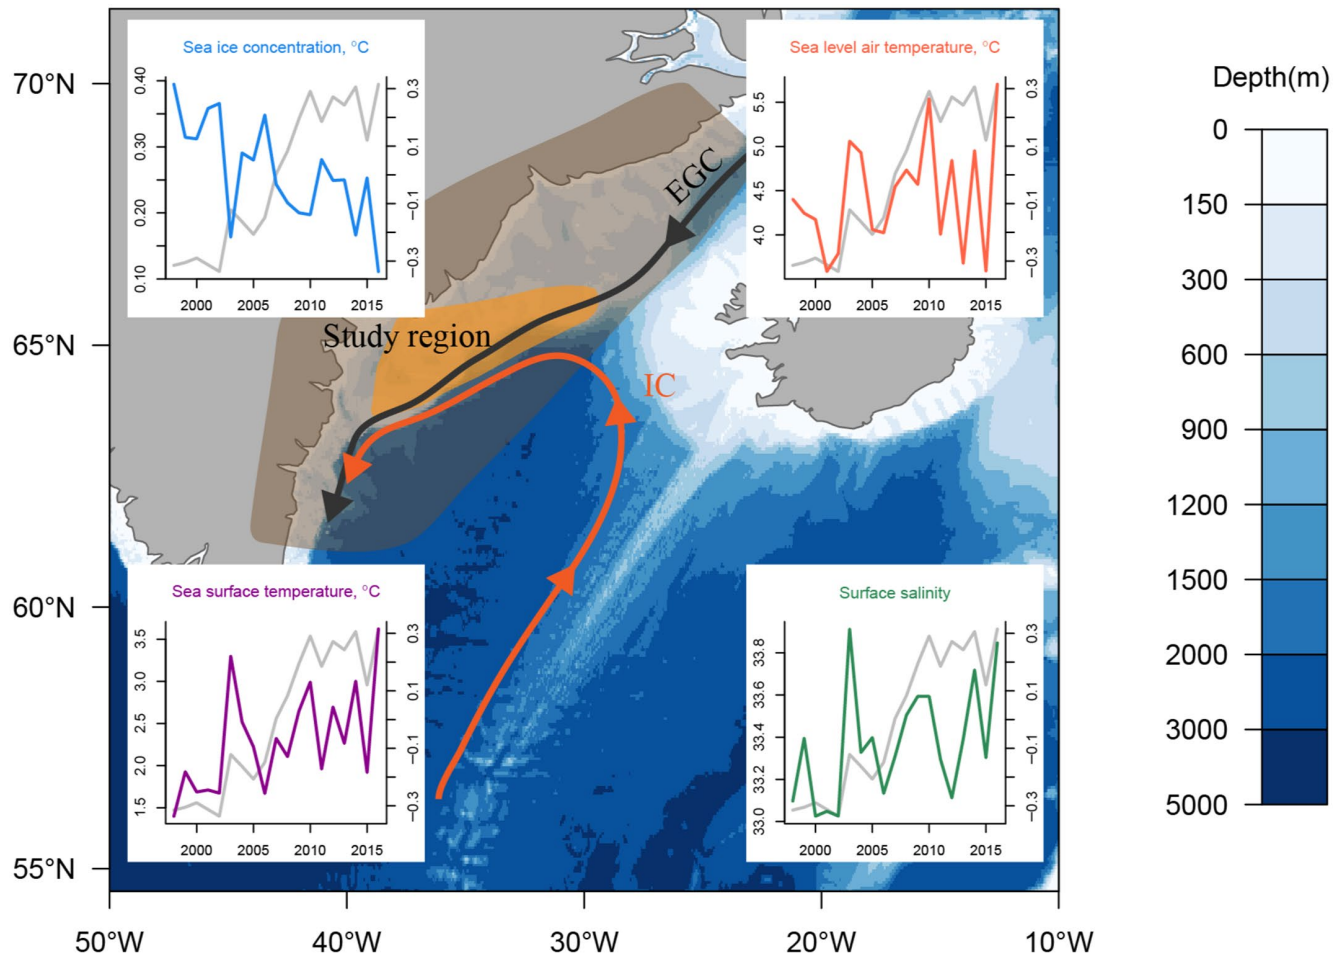 70°N
65°N
60°N
55°N
50°W 40°W 30°W 20°W 10°W
Sea ice concentration, °C
0.40
0.30
0.20
0.10
0.3
0.1
−0.1
−0.3
2000 2005 2010 2015
Sea level air temperature, °C
5.5
5.0
4.5
4.0
0.3
0.1
−0.1
−0.3
2000 2005 2010 2015
EGC
Study region
IC
Sea surface temperature, °C
3.5
3.0
2.5
2.0
1.5
0.3
0.1
−0.1
−0.3
2000 2005 2010 2015
Surface salinity
33.8
33.6
33.4
33.2
33.0
0.3
0.1
−0.1
−0.3
2000 2005 2010 2015
Depth(m)
0
150
300
600
900
1200
1500
2000
3000
5000